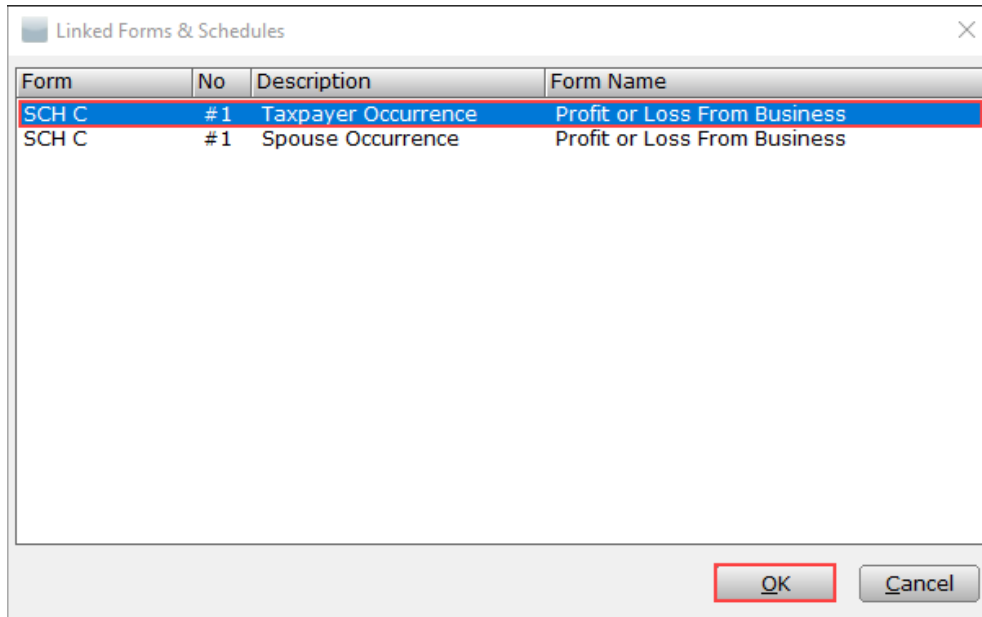 Linked Forms & Schedules
Form No Description Form Name
SCH C #1 Taxpayer Occurrence Profit or Loss From Business
SCH C #1 Spouse Occurrence Profit or Loss From Business
OK Cancel